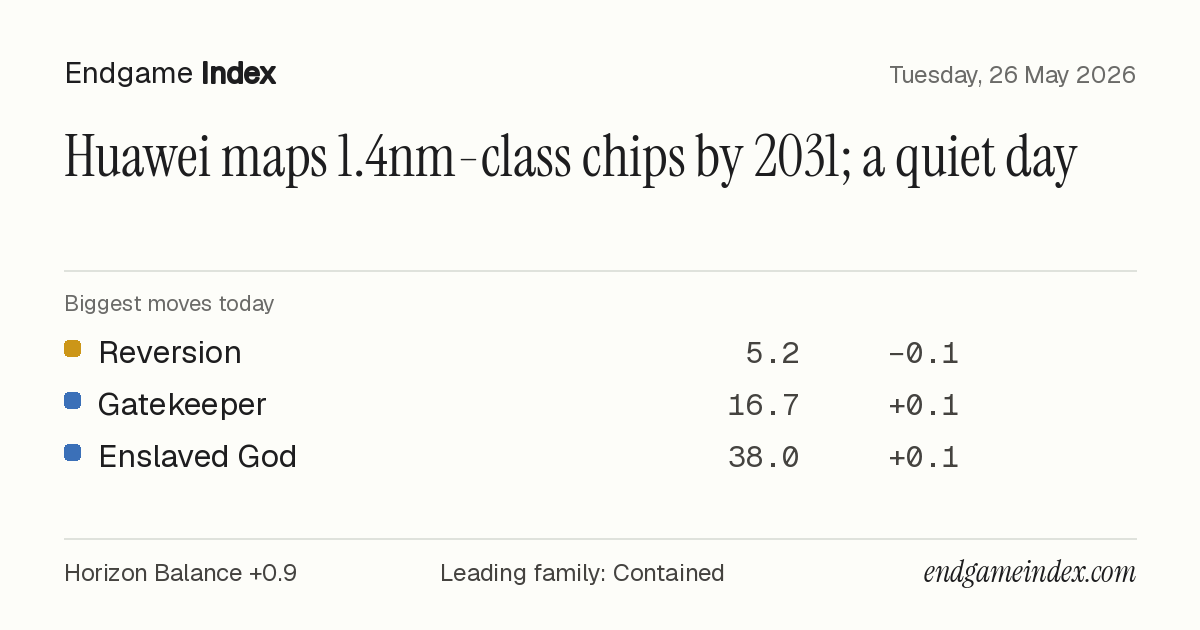 Endgame Index
Tuesday, 26 May 2026
Huawei maps 1.4nm-class chips by 2031; a quiet day
Biggest moves today
Reversion 5.2 −0.1
Gatekeeper 16.7 +0.1
Enslaved God 38.0 +0.1
Horizon Balance +0.9
Leading family: Contained
endgameindex.com